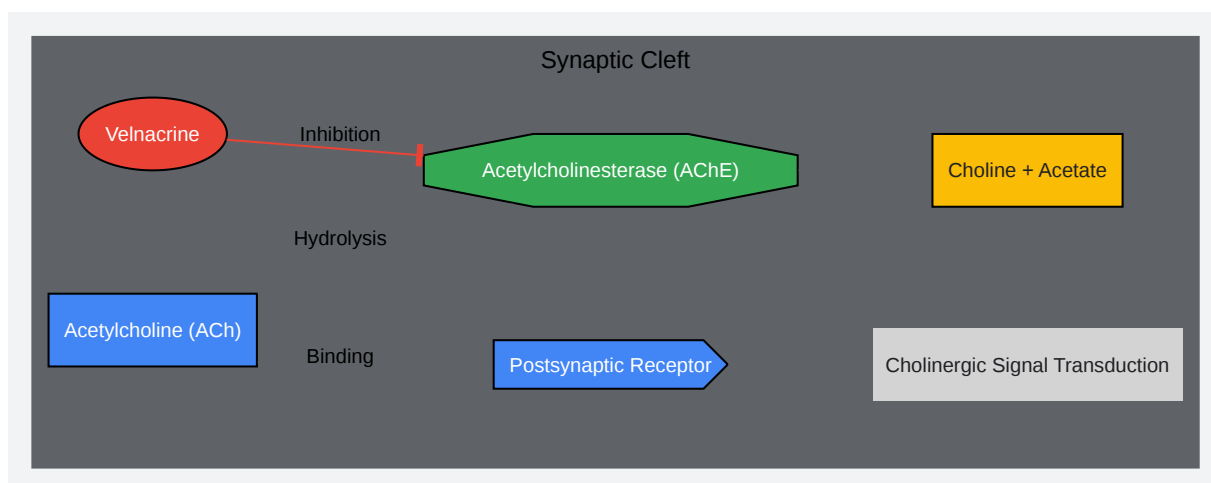 Synaptic Cleft
Velnacrine
Inhibition
Acetylcholinesterase (AChE)
Choline + Acetate
Hydrolysis
Acetylcholine (ACh)
Binding
Postsynaptic Receptor
Cholinergic Signal Transduction